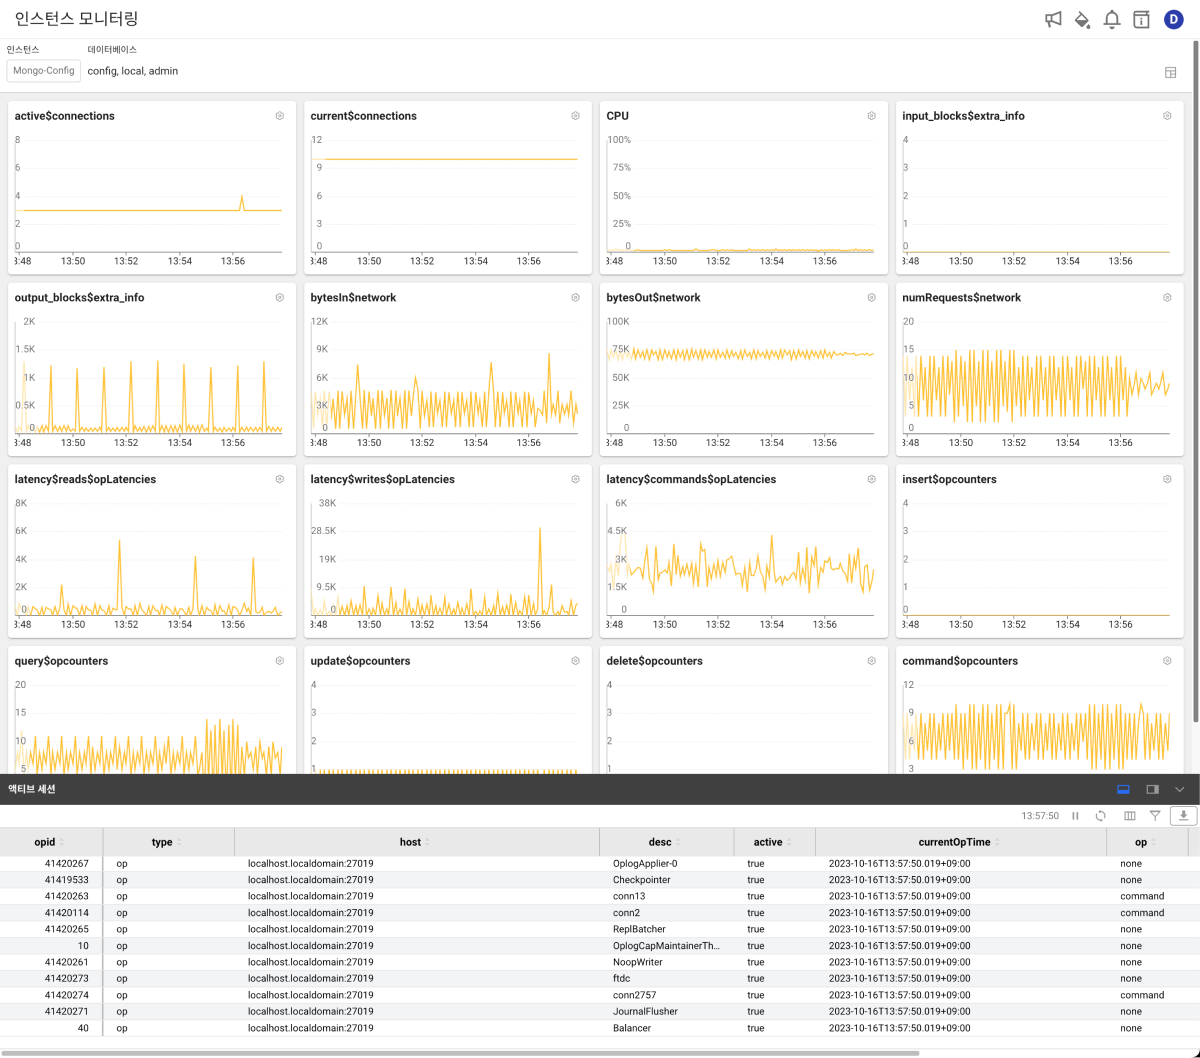 인스턴스 모니터링
D
인스턴스 데이터베이스
Mongo-Config config, local, admin
active$connections
8
6
4
2
0
3:48 13:50 13:52 13:54 13:56
current$connections
12
9
6
3
0
3:48 13:50 13:52 13:54 13:56
CPU
100%
75%
50%
25%
0
3:48 13:50 13:52 13:54 13:56
input_blocks$extra_info
4
3
2
1
0
3:48 13:50 13:52 13:54 13:56
output_blocks$extra_info
2K
1.5K
1K
0.5K
0
3:48 13:50 13:52 13:54 13:56
bytesIn$network
12K
9K
6K
3K
0
3:48 13:50 13:52 13:54 13:56
bytesOut$network
100K
75K
50K
25K
0
3:48 13:50 13:52 13:54 13:56
numRequests$network
20
15
10
5
0
3:48 13:50 13:52 13:54 13:56
latency$reads$opLatencies
8K
6K
4K
2K
0
3:48 13:50 13:52 13:54 13:56
latency$writes$opLatencies
38K
28.5K
19K
9.5K
0
3:48 13:50 13:52 13:54 13:56
latency$commands$opLatencies
6K
4.5K
3K
1.5K
0
3:48 13:50 13:52 13:54 13:56
insert$opcounters
4
3
2
1
0
3:48 13:50 13:52 13:54 13:56
query$opcounters
20
15
10
5
update$opcounters
4
3
2
1
delete$opcounters
4
3
2
1
command$opcounters
12
9
6
3
액티브 세션
13:57:50
opid type host desc active currentOpTime op
41420267 op localhost.localdomain:27019 OplogApplier-0 true 2023-10-16T13:57:50.019+09:00 none
41419533 op localhost.localdomain:27019 Checkpointer true 2023-10-16T13:57:50.019+09:00 none
41420263 op localhost.localdomain:27019 conn13 true 2023-10-16T13:57:50.019+09:00 command
41420114 op localhost.localdomain:27019 conn2 true 2023-10-16T13:57:50.019+09:00 command
41420265 op localhost.localdomain:27019 ReplBatcher true 2023-10-16T13:57:50.019+09:00 none
10 op localhost.localdomain:27019 OplogCapMaintainerTh... true 2023-10-16T13:57:50.019+09:00 none
41420261 op localhost.localdomain:27019 NoopWriter true 2023-10-16T13:57:50.019+09:00 none
41420273 op localhost.localdomain:27019 ftdc true 2023-10-16T13:57:50.019+09:00 none
41420274 op localhost.localdomain:27019 conn2757 true 2023-10-16T13:57:50.019+09:00 command
41420271 op localhost.localdomain:27019 JournalFlusher true 2023-10-16T13:57:50.019+09:00 none
40 op localhost.localdomain:27019 Balancer true 2023-10-16T13:57:50.019+09:00 none